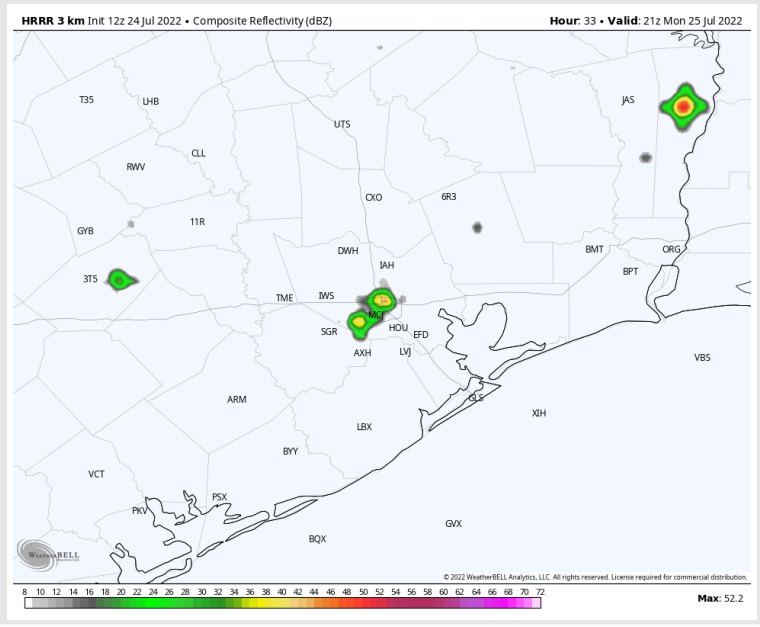 HRRR 3 km Init 12z 24 Jul 2022 • Composite Reflectivity (dBZ) Hour: 33 • Valid: 21z Mon 25 Jul 2022
T35 LHB JAS
UTS
CLL
RWV
CXO 6R3
11R
GYB
DWH BMT ORG
IAH BPT
3T5
TME IWS
MCJ
SGR HOU EFD
AXH LVJ VBS
ARM GLS
XIH
LBX
BYY
VCT
PSX
PKV GVX
BQX
WeatherBELL
© 2022 WeatherBELL Analytics, LLC. All rights reserved. License required for commercial distribution.
8 10 12 14 16 18 20 22 24 26 28 30 32 34 36 38 40 42 44 46 48 50 52 54 56 58 60 62 64 66 68 70 72 Max: 52.2